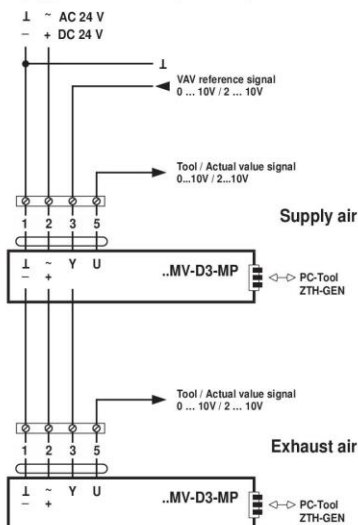 ⊥ ~ AC 24 V
– + DC 24 V
⊥
VAV reference signal
0 ... 10V / 2 ... 10V
Tool / Actual value signal
0...10V / 2...10V
Supply air
1 2 3 5
⊥ ~ Y U
– +
..MV-D3-MP
PC-Tool
ZTH-GEN
Tool / Actual value signal
0 ... 10V / 2 ... 10V
Exhaust air
1 2 3 5
⊥ ~ Y U
– +
..MV-D3-MP
PC-Tool
ZTH-GEN